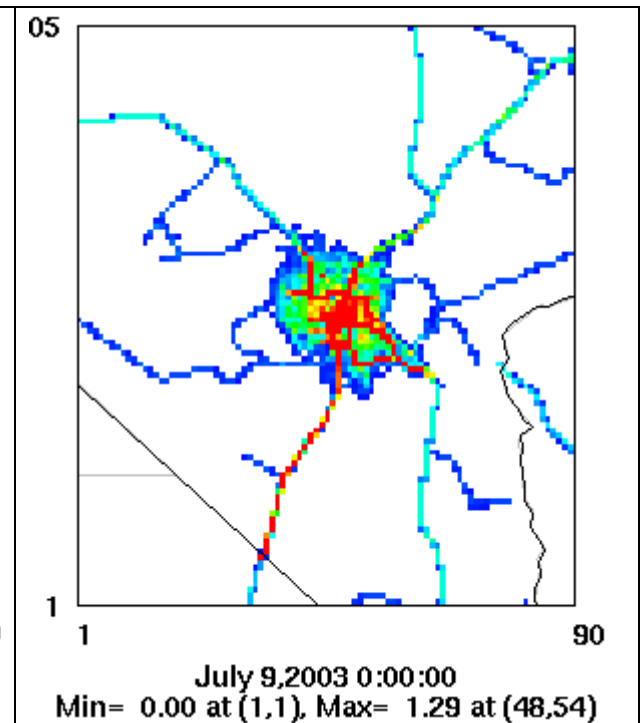 05
1
1 90
July 9,2003 0:00:00
Min= 0.00 at (1,1), Max= 1.29 at (48,54)